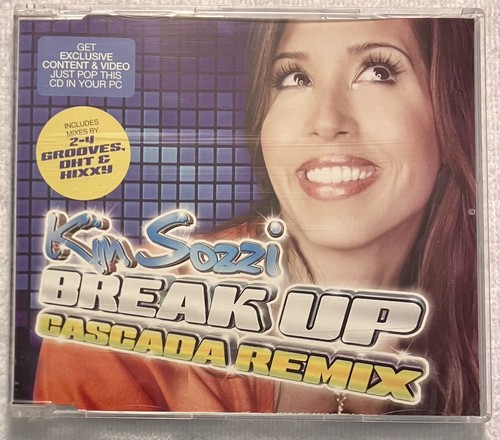 GET
EXCLUSIVE
CONTENT & VIDEO
JUST POP THIS
CD IN YOUR PC
INCLUDES
MIXES BY
2-4
GROOVES,
DHT &
HIXXY
Kim Sozzi
BREAK UP
CASCADA REMIX